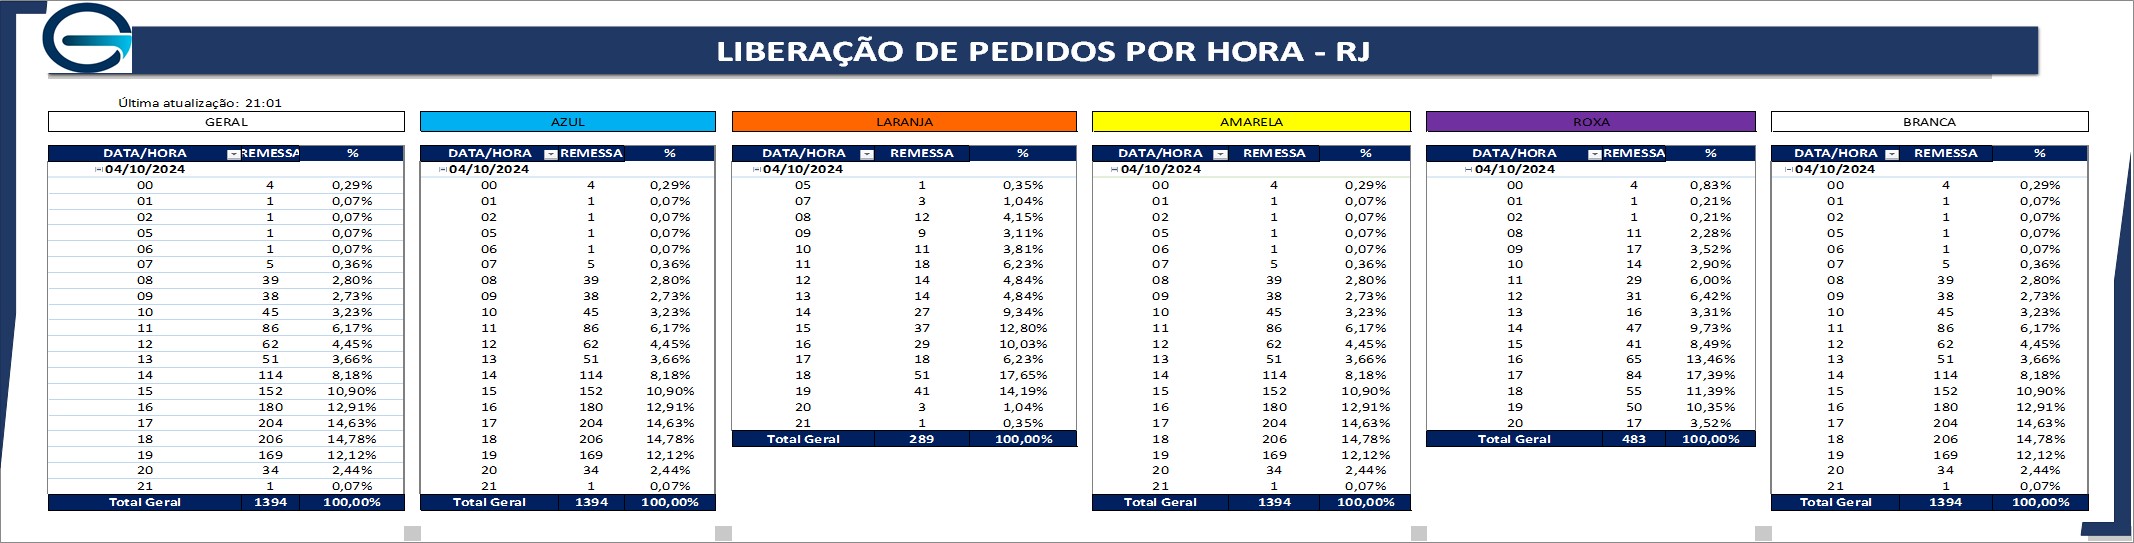 LIBERAÇÃO DE PEDIDOS POR HORA - RJ
Última atualização: 21:01
GERAL AZUL LARANJA AMARELA ROXA BRANCA
DATA/HORA REMESSA % DATA/HORA REMESSA % DATA/HORA REMESSA % DATA/HORA REMESSA % DATA/HORA REMESSA % DATA/HORA REMESSA %
04/10/2024 04/10/2024 04/10/2024 04/10/2024 04/10/2024 04/10/2024
00 4 0,29% 00 4 0,29% 05 1 0,35% 00 4 0,29% 00 4 0,83% 00 4 0,29%
01 1 0,07% 01 1 0,07% 07 3 1,04% 01 1 0,07% 01 1 0,21% 01 1 0,07%
02 1 0,07% 02 1 0,07% 08 12 4,15% 02 1 0,07% 02 1 0,21% 02 1 0,07%
05 1 0,07% 05 1 0,07% 09 9 3,11% 05 1 0,07% 08 11 2,28% 05 1 0,07%
06 1 0,07% 06 1 0,07% 10 11 3,81% 06 1 0,07% 09 17 3,52% 06 1 0,07%
07 5 0,36% 07 5 0,36% 11 18 6,23% 07 5 0,36% 10 14 2,90% 07 5 0,36%
08 39 2,80% 08 39 2,80% 12 14 4,84% 08 39 2,80% 11 29 6,00% 08 39 2,80%
09 38 2,73% 09 38 2,73% 13 14 4,84% 09 38 2,73% 12 31 6,42% 09 38 2,73%
10 45 3,23% 10 45 3,23% 14 27 9,34% 10 45 3,23% 13 16 3,31% 10 45 3,23%
11 86 6,17% 11 86 6,17% 15 37 12,80% 11 86 6,17% 14 47 9,73% 11 86 6,17%
12 62 4,45% 12 62 4,45% 16 29 10,03% 12 62 4,45% 15 41 8,49% 12 62 4,45%
13 51 3,66% 13 51 3,66% 17 18 6,23% 13 51 3,66% 16 65 13,46% 13 51 3,66%
14 114 8,18% 14 114 8,18% 18 51 17,65% 14 114 8,18% 17 84 17,39% 14 114 8,18%
15 152 10,90% 15 152 10,90% 19 41 14,19% 15 152 10,90% 18 55 11,39% 15 152 10,90%
16 180 12,91% 16 180 12,91% 20 3 1,04% 16 180 12,91% 19 50 10,35% 16 180 12,91%
17 204 14,63% 17 204 14,63% 21 1 0,35% 17 204 14,63% 20 17 3,52% 17 204 14,63%
18 206 14,78% 18 206 14,78% Total Geral 289 100,00% 18 206 14,78% Total Geral 483 100,00% 18 206 14,78%
19 169 12,12% 19 169 12,12% 19 169 12,12% 19 169 12,12%
20 34 2,44% 20 34 2,44% 20 34 2,44% 20 34 2,44%
21 1 0,07% 21 1 0,07% 21 1 0,07% 21 1 0,07%
Total Geral 1394 100,00% Total Geral 1394 100,00% Total Geral 1394 100,00% Total Geral 1394 100,00%